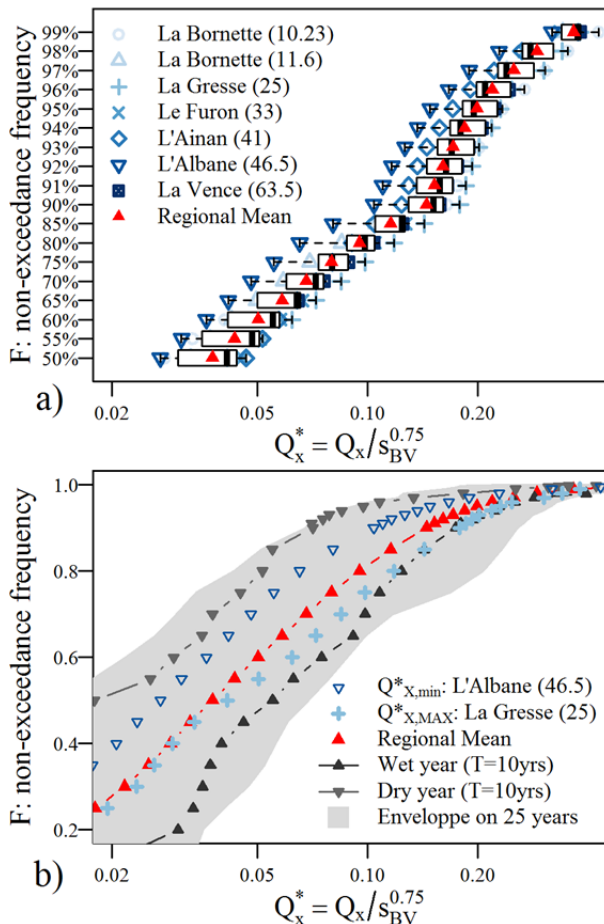 99%
98%
97%
96%
95%
94%
93%
92%
91%
90%
85%
80%
75%
70%
65%
60%
55%
50%
F: non-exceedance frequency
a)
La Bornette (10.23)
La Bornette (11.6)
La Gresse (25)
Le Furon (33)
L'Ainan (41)
L'Albane (46.5)
La Vence (63.5)
Regional Mean
0.02 0.05 0.10 0.20
Q*x = Qx/s0.75BV
1.0
0.8
0.6
0.4
0.2
F: non-exceedance frequency
b)
Q*X,min: L'Albane (46.5)
Q*X,MAX: La Gresse (25)
Regional Mean
Wet year (T=10yrs)
Dry year (T=10yrs)
Enveloppe on 25 years
0.02 0.05 0.10 0.20
Q*x = Qx/s0.75BV